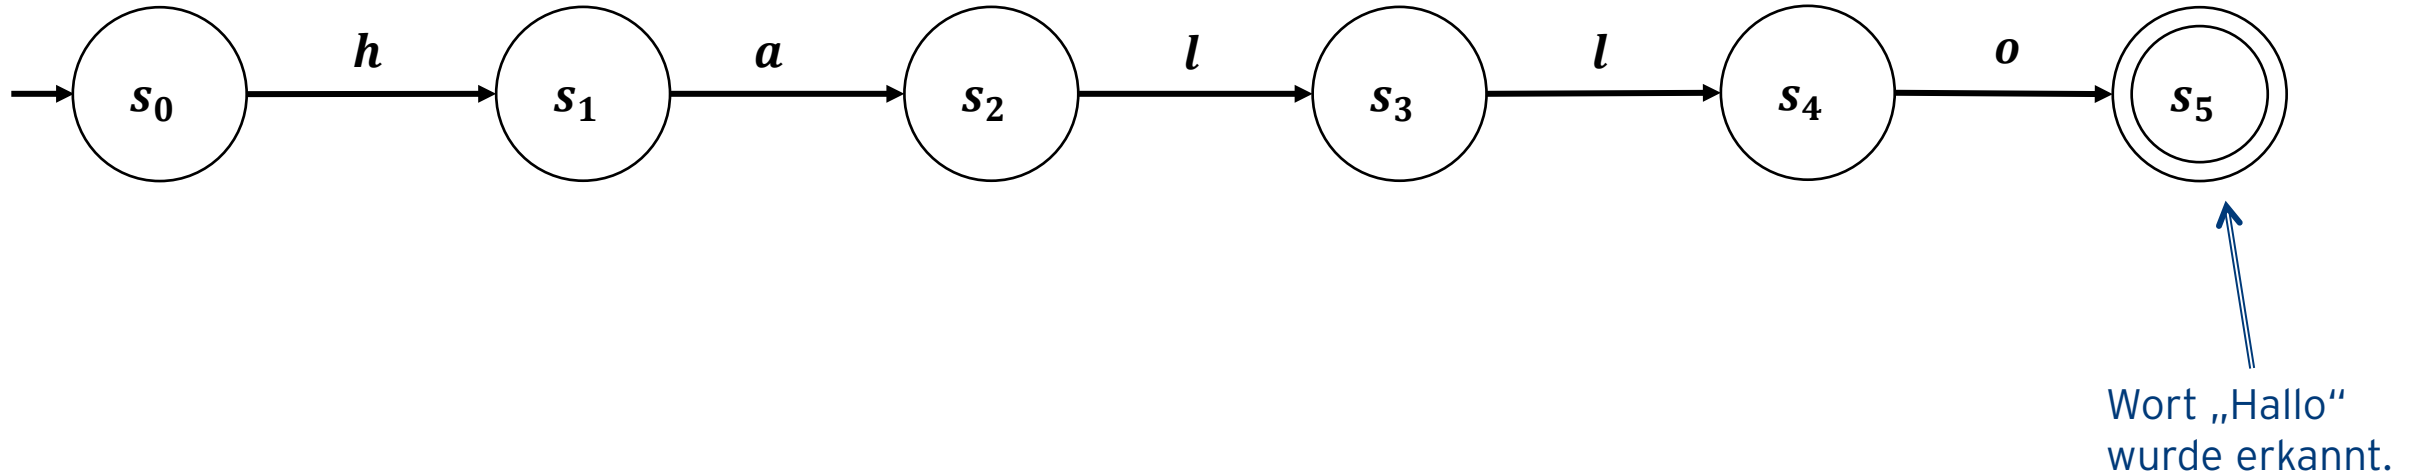 h a l l o
s₀ s₁ s₂ s₃ s₄ s₅
Wort „Hallo“
wurde erkannt.